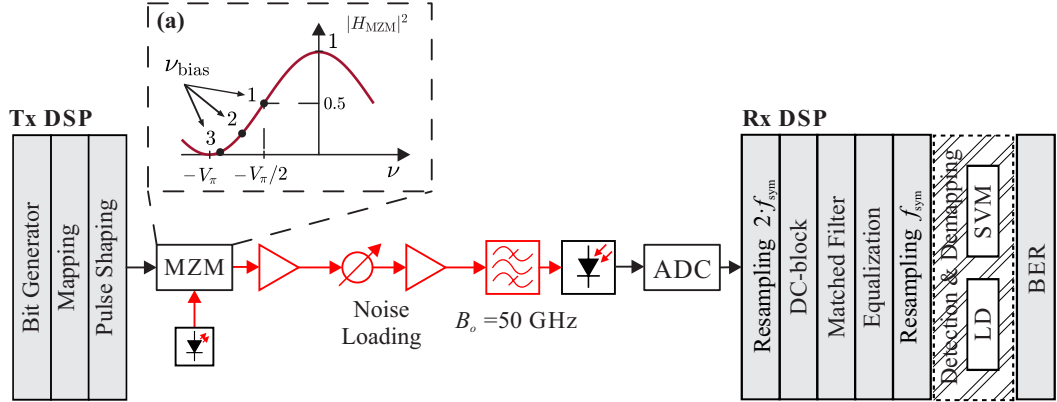 (a)
|H_MZM|²
1
ν_bias
1
0.5
2
3
−V_π
−V_π/2
ν
Tx DSP
Rx DSP
Bit Generator
Mapping
Pulse Shaping
MZM
Noise
Loading
B_o =50 GHz
ADC
Resampling 2·f_sym
DC-block
Matched Filter
Equalization
Resampling f_sym
Detection & Demapping
SVM
LD
BER